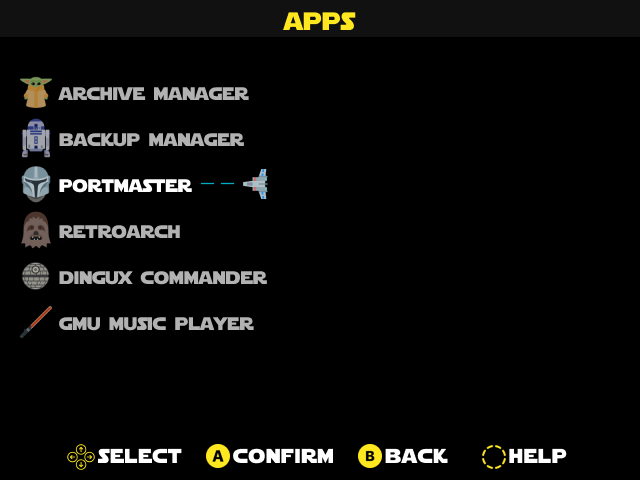 APPS
ARCHIVE MANAGER
BACKUP MANAGER
PORTMASTER
RETROARCH
DINGUX COMMANDER
GMU MUSIC PLAYER
SELECT A CONFIRM B BACK HELP